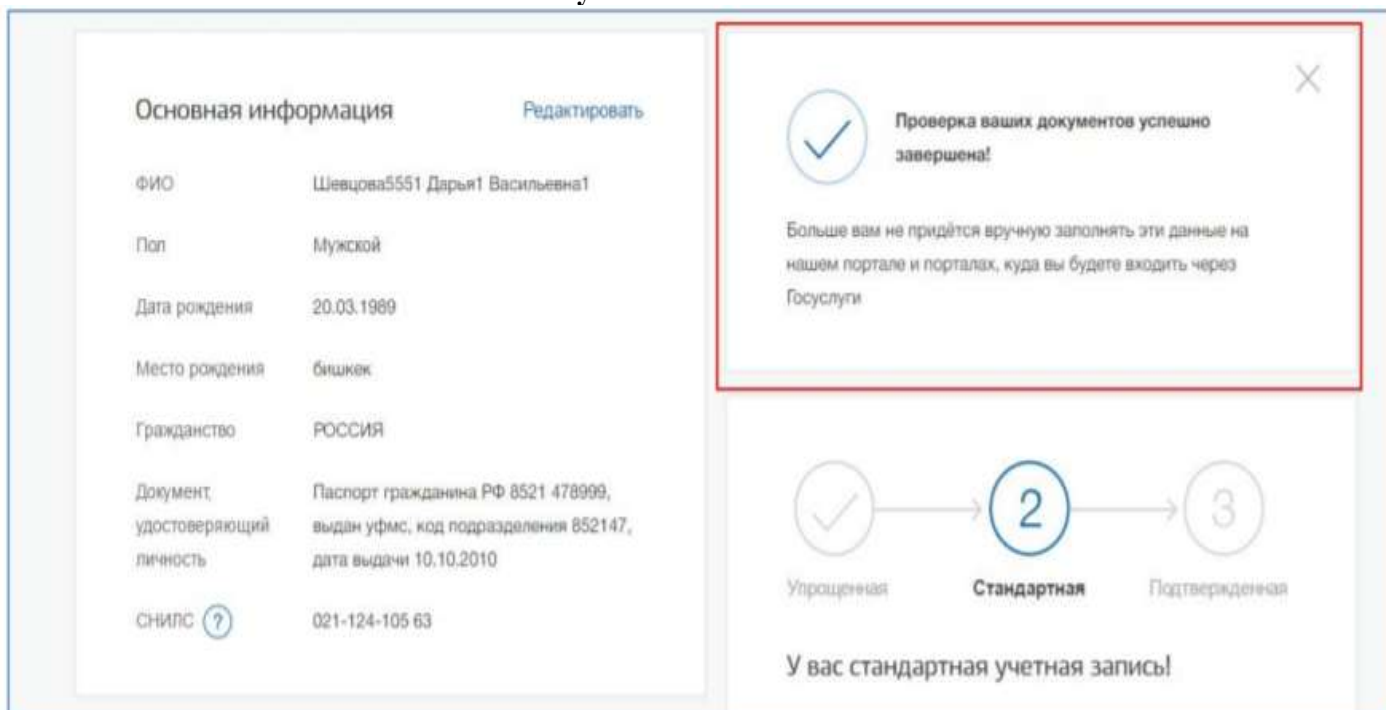 Основная информация
Редактировать
ФИО
Шевцова5551 Дарья1 Васильевна1
Пол
Мужской
Дата рождения
20.03.1989
Место рождения
бишкек
Гражданство
РОССИЯ
Документ,
удостоверяющий
личность
Паспорт гражданина РФ 8521 478999,
выдан уфмс, код подразделения 852147,
дата выдачи 10.10.2010
СНИЛС ?
021-124-105 63
Проверка ваших документов успешно
завершена!
Больше вам не придётся вручную заполнять эти данные на
нашем портале и порталах, куда вы будете входить через
Госуслуги
2
3
Упрощенная
Стандартная
Подтвержденная
У вас стандартная учетная запись!